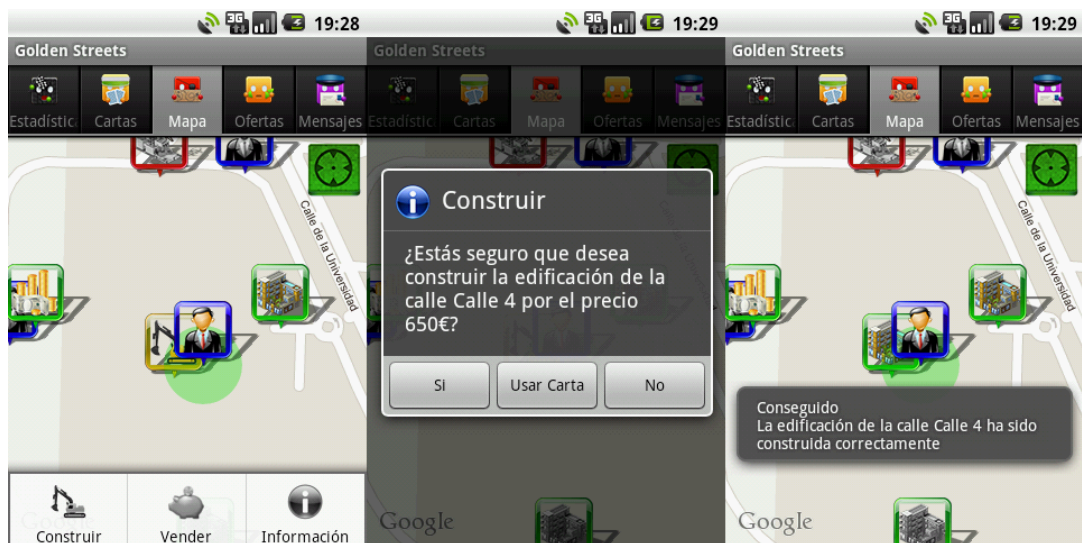 19:28
Golden Streets
Estadístic
Cartas
Mapa
Ofertas
Mensajes
Calle de la Universidad
Google
Construir
Vender
Información
3G
19:29
Golden Streets
Estadístic
Cartas
Mapa
Ofertas
Mensajes
Construir
¿Estás seguro que desea
construir la edificación de la
calle Calle 4 por el precio
650€?
Si
Usar Carta
No
Google
3G
19:29
Golden Streets
Estadístic
Cartas
Mapa
Ofertas
Mensajes
Calle de la Universidad
Conseguido
La edificación de la calle Calle 4 ha sido
construida correctamente
Google